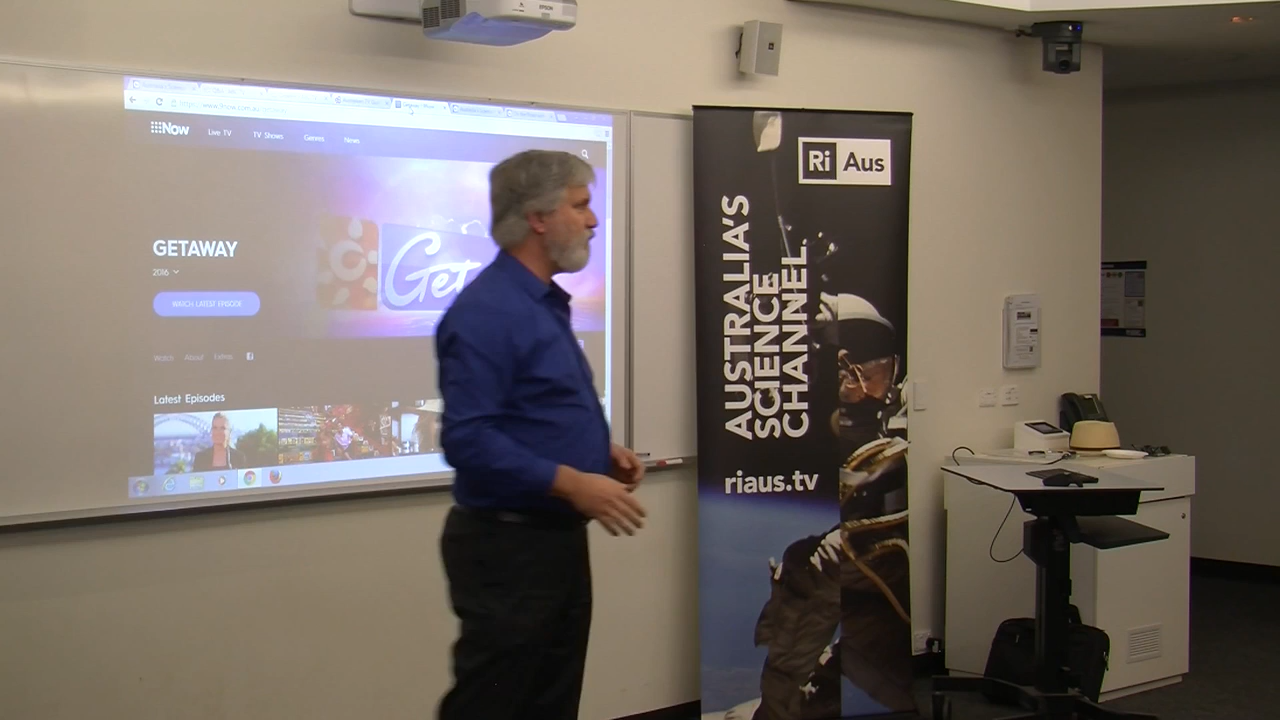 EPSON
9Now
Live TV
TV Shows
Genres
News
GETAWAY
2016
WATCH LATEST EPISODE
Get
Watch
About
Extras
Latest Episodes
Ri Aus
AUSTRALIA'S
SCIENCE
CHANNEL.
riaus.tv